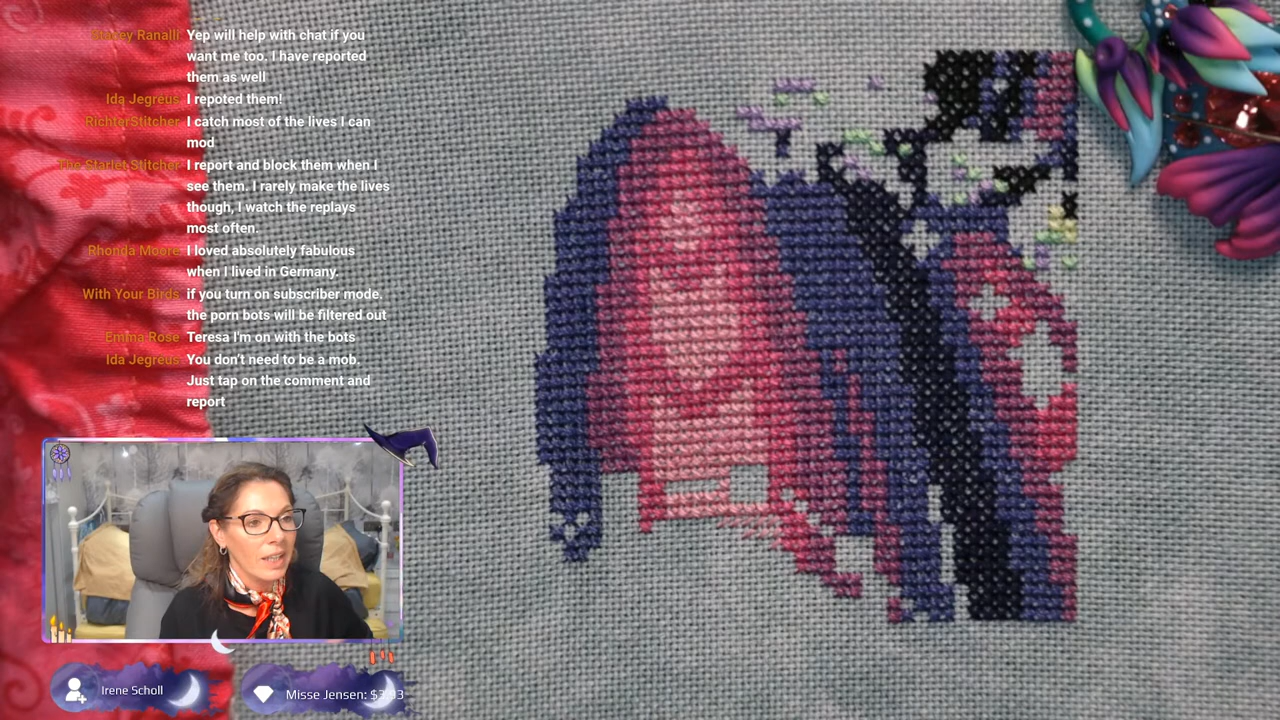 Stacey Ranalli Yep will help with chat if you
want me too. I have reported
them as well
Ida Jegreus I repoted them!
RichterStitcher I catch most of the lives I can
mod
The Starlet Stitcher I report and block them when I
see them. I rarely make the lives
though, I watch the replays
most often.
Rhonda Moore I loved absolutely fabulous
when I lived in Germany.
With Your Birds if you turn on subscriber mode.
the porn bots will be filtered out
Emma Rose Teresa I'm on with the bots
Ida Jegreus You don't need to be a mob.
Just tap on the comment and
report
Irene Scholl
Misse Jensen: $3.93